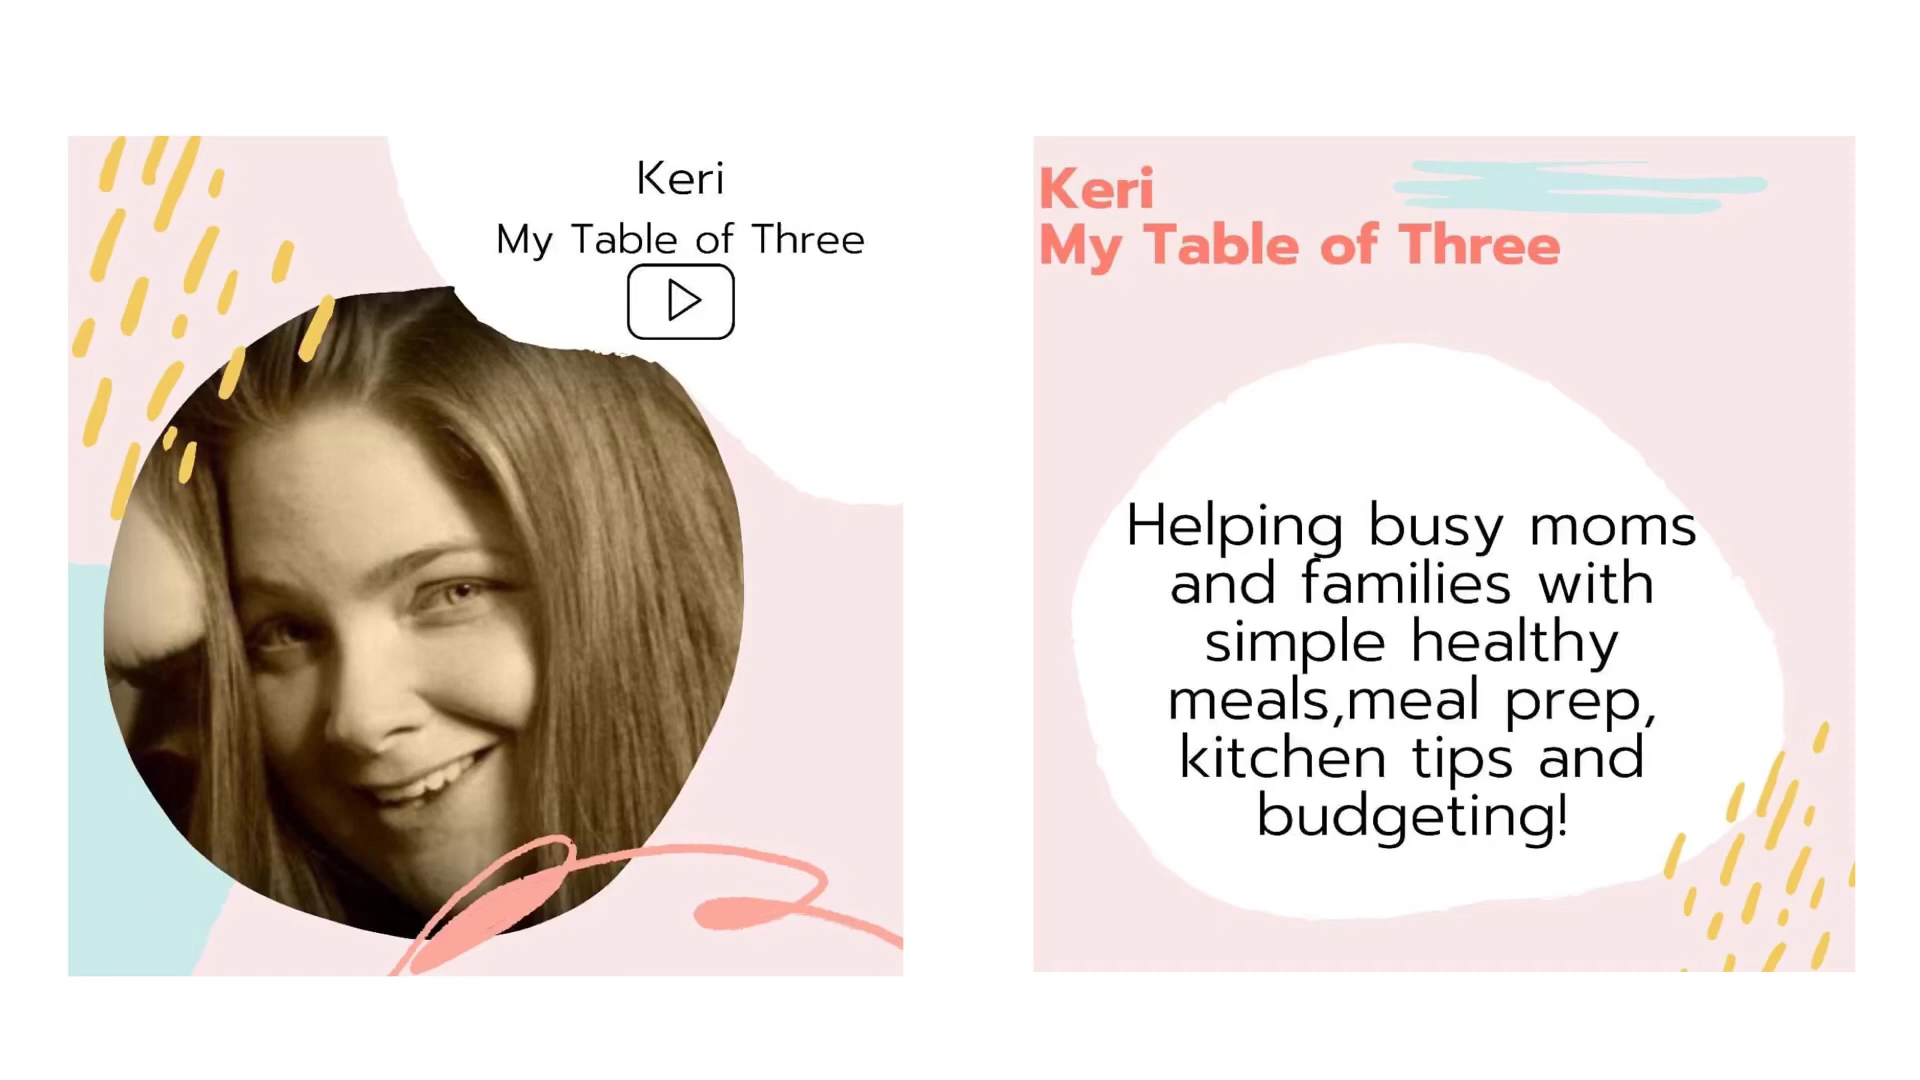 Keri
My Table of Three
Keri
My Table of Three
Helping busy moms
and families with
simple healthy
meals,meal prep,
kitchen tips and
budgeting!